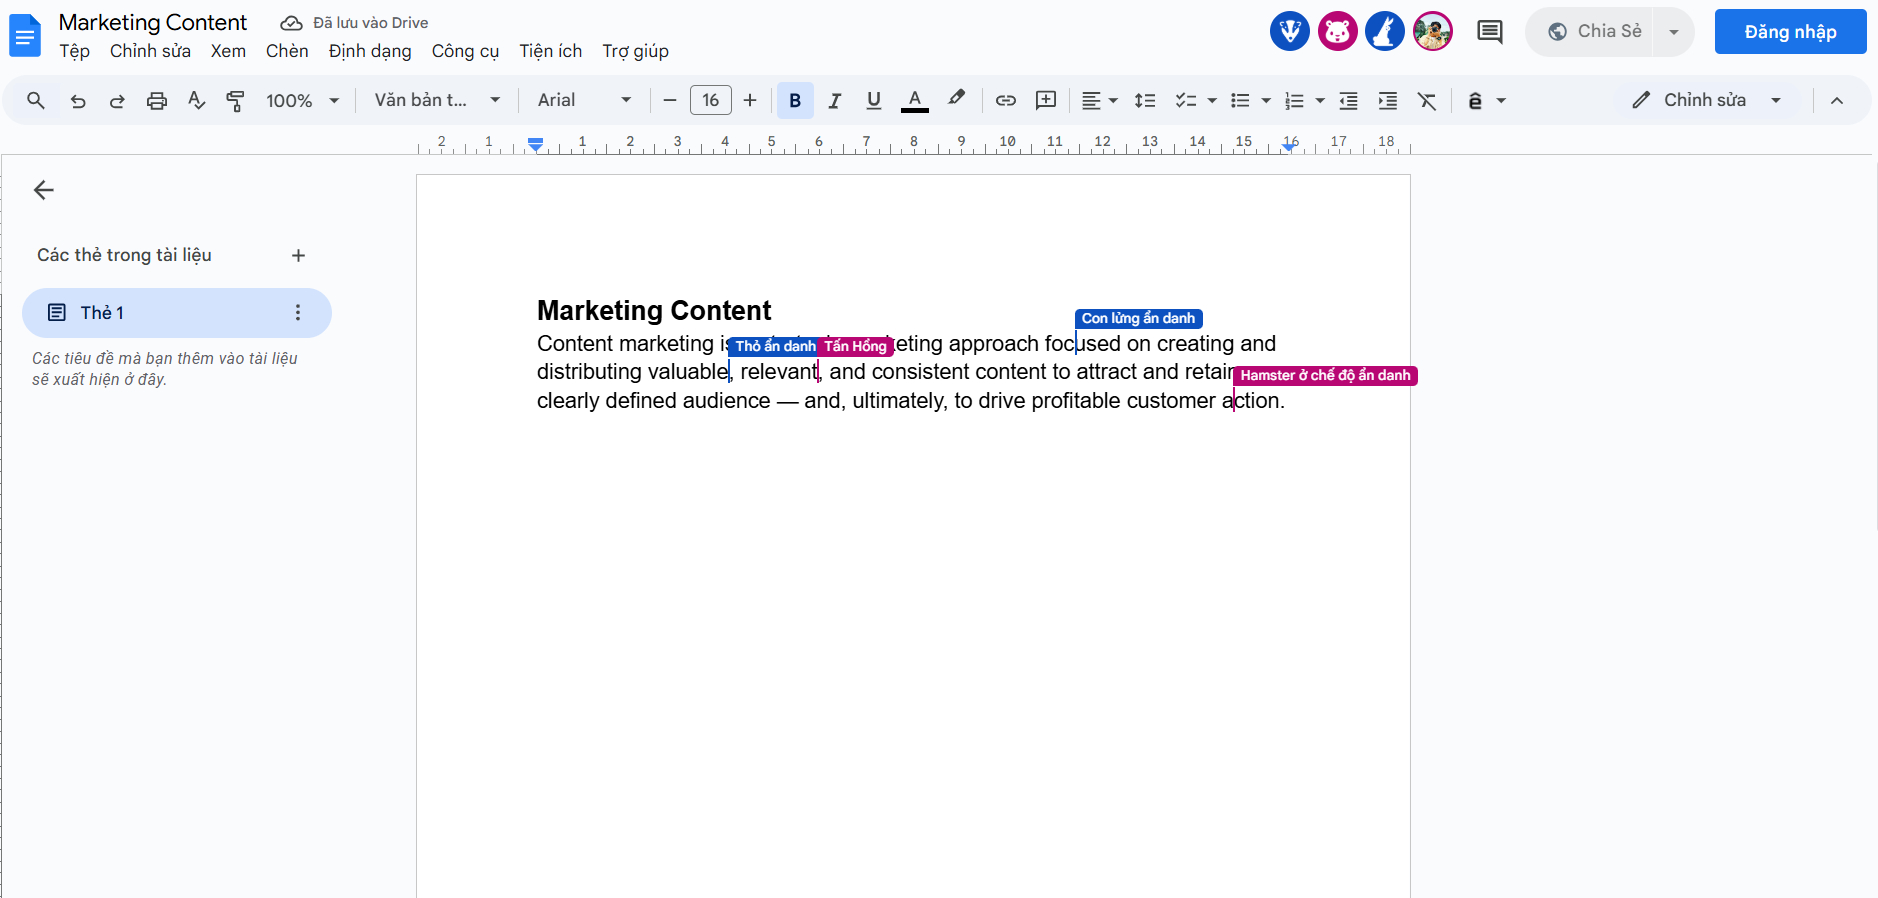 Marketing Content
Đã lưu vào Drive
Tệp Chỉnh sửa Xem Chèn Định dạng Công cụ Tiện ích Trợ giúp
Chia Sẻ
Đăng nhập
100% Văn bản t... Arial 16 B I U A ê Chỉnh sửa
2 1 1 2 3 4 5 6 7 8 9 10 11 12 13 14 15 16 17 18
Các thẻ trong tài liệu
Thẻ 1
Các tiêu đề mà bạn thêm vào tài liệu
sẽ xuất hiện ở đây.
Marketing Content
Con lửng ẩn danh
Content marketing is keting approach focused on creating and
Thỏ ẩn danh Tấn Hồng
distributing valuable, relevant, and consistent content to attract and retain
Hamster ở chế độ ẩn danh
clearly defined audience — and, ultimately, to drive profitable customer action.